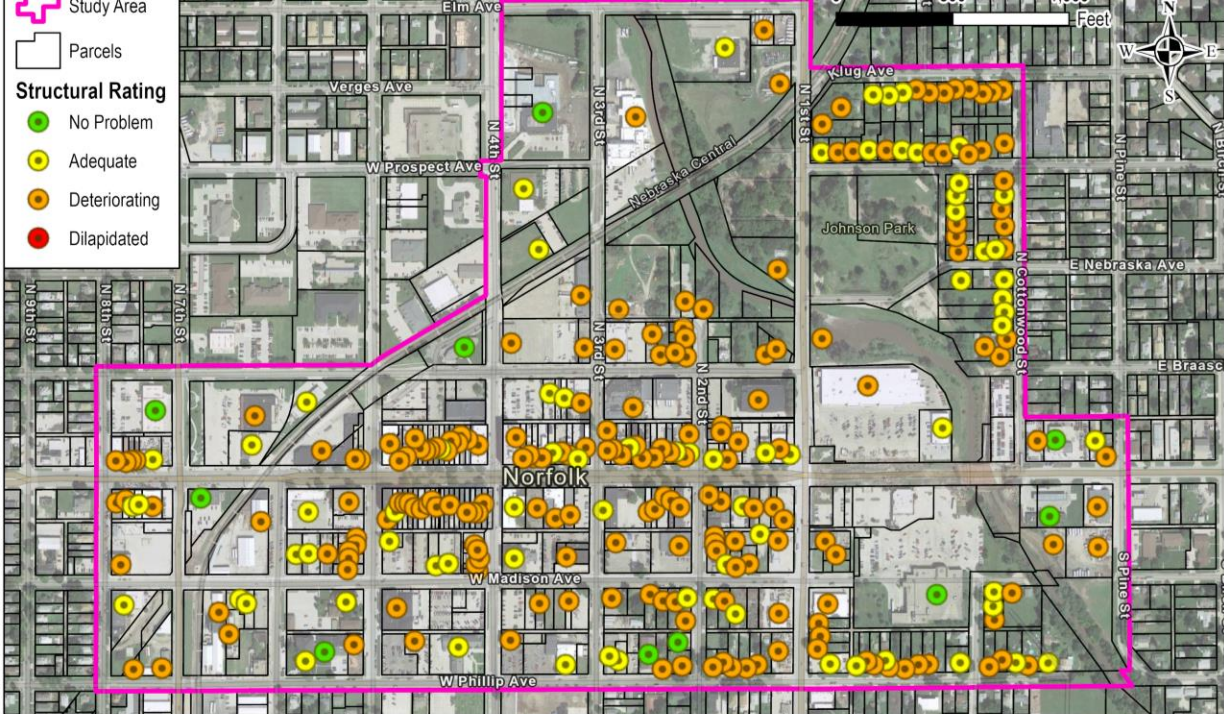 Elm Ave
Study Area
Feet
N
W
E
S
Parcels
Klug Ave
Structural Rating
Verges Ave
No Problem
N 3rd St
N 1st St
N 4th St
N Pine St
Adequate
W Prospect Ave
Nebraska Central
Deteriorating
Johnson Park
Dilapidated
E Nebraska Ave
N 9th St
N 8th St
N 7th St
N Cottonwood St
N 3rd St
N 2nd St
E Braasc
Norfolk
W Madison Ave
S Pine St
W Phillip Ave